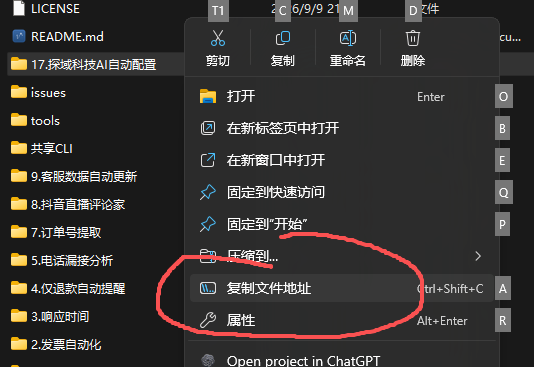 LICENSE
2026/9/9 21
文件
T1
C
M
D
README.md
cu...
剪切
复制
重命名
删除
17.探域科技AI自动配置
issues
打开
Enter
O
tools
在新标签页中打开
B
共享CLI
在新窗口中打开
E
9.客服数据自动更新
固定到快速访问
Q
8.抖音直播评论家
固定到"开始"
P
7.订单号提取
压缩到...
5.电话漏接分析
复制文件地址
Ctrl+Shift+C
A
4.仅退款自动提醒
属性
Alt+Enter
R
3.响应时间
2.发票自动化
Open project in ChatGPT